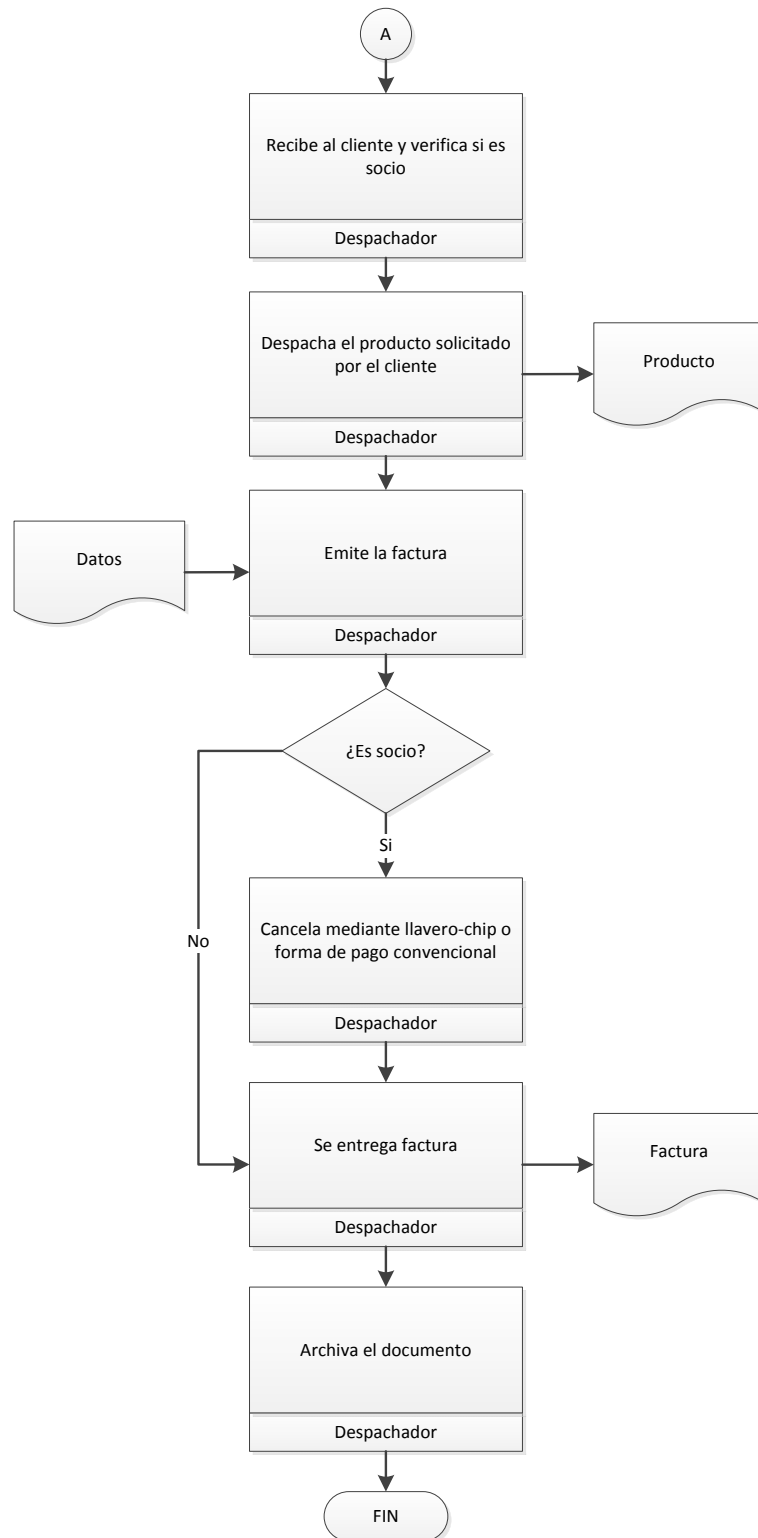 A
Recibe al cliente y verifica si es
socio
Despachador
Despacha el producto solicitado
por el cliente
Despachador
Producto
Datos
Emite la factura
Despachador
¿Es socio?
Si
No
Cancela mediante llavero-chip o
forma de pago convencional
Despachador
Se entrega factura
Despachador
Factura
Archiva el documento
Despachador
FIN